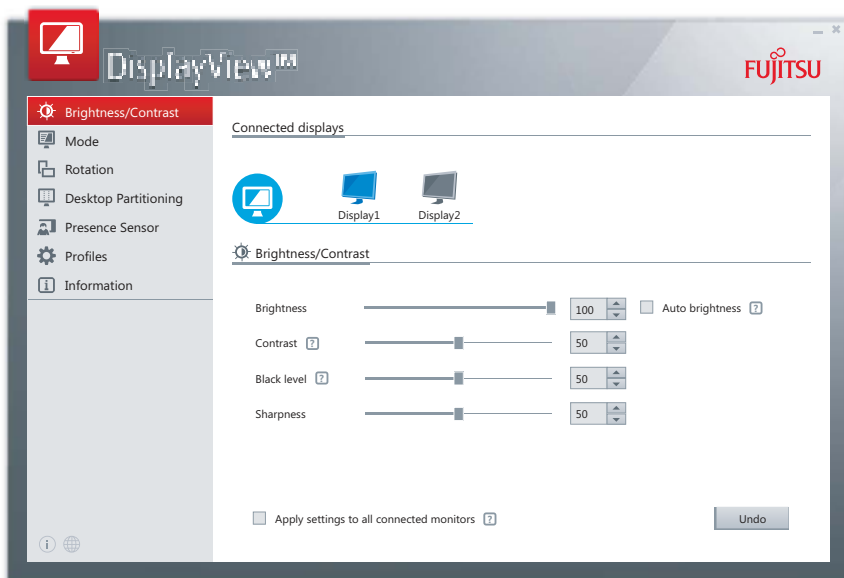 DisplayView™
FUJITSU
Brightness/Contrast
Mode
Rotation
Desktop Partitioning
Presence Sensor
Profiles
Information
Connected displays
Display1 Display2
Brightness/Contrast
Brightness 100 Auto brightness ?
Contrast ? 50
Black level ? 50
Sharpness 50
Apply settings to all connected monitors ? Undo